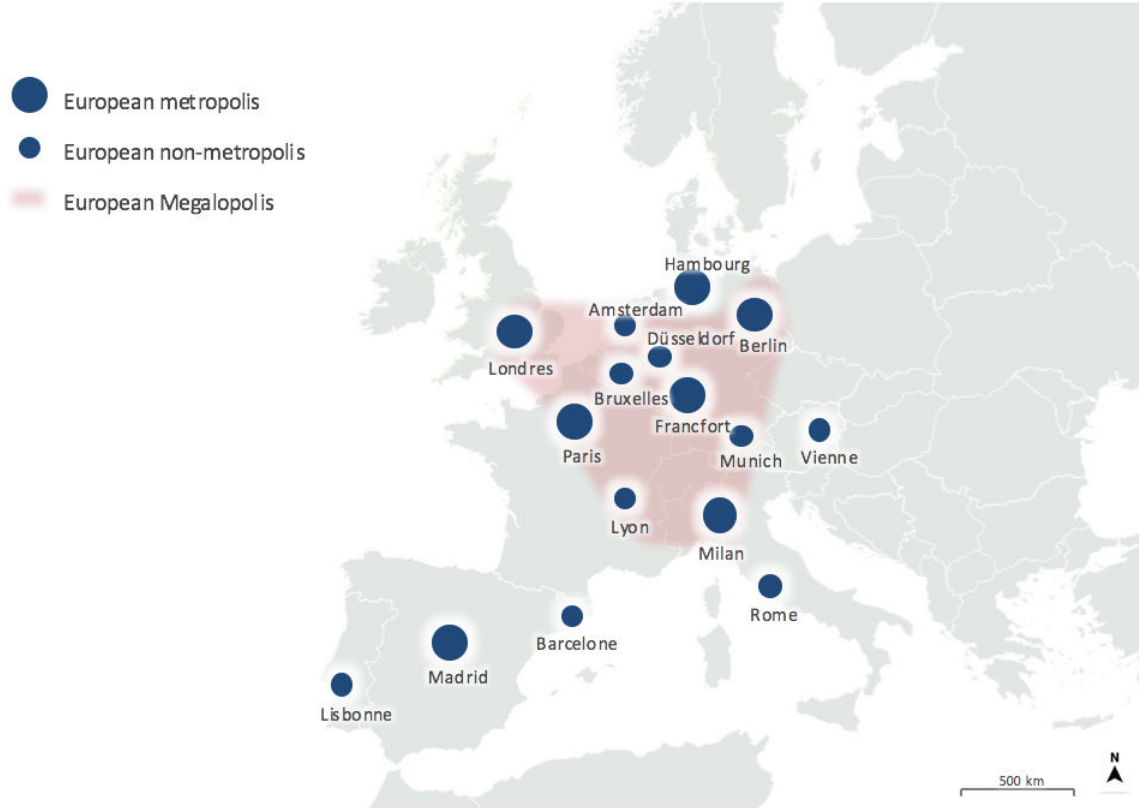 European metropolis
European non-metropolis
European Megalopolis
Hambourg
Amsterdam
Düsseldorf
Berlin
Londres
Bruxelles
Francfort
Paris
Munich
Vienne
Lyon
Milan
Rome
Barcelone
Madrid
Lisbonne
N
500 km